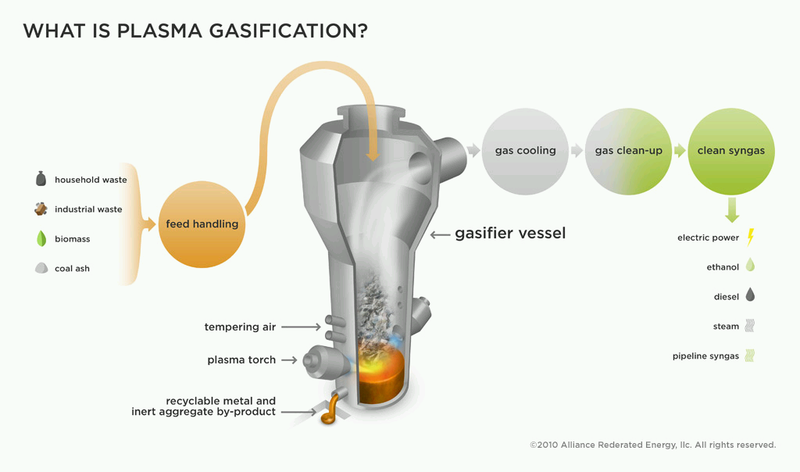 WHAT IS PLASMA GASIFICATION?
household waste
industrial waste
biomass
coal ash
feed handling
gas cooling
gas clean-up
clean syngas
gasifier vessel
electric power
ethanol
diesel
steam
pipeline syngas
tempering air
plasma torch
recyclable metal and
inert aggregate by-product
©2010 Alliance Rederated Energy, llc. All rights reserved.